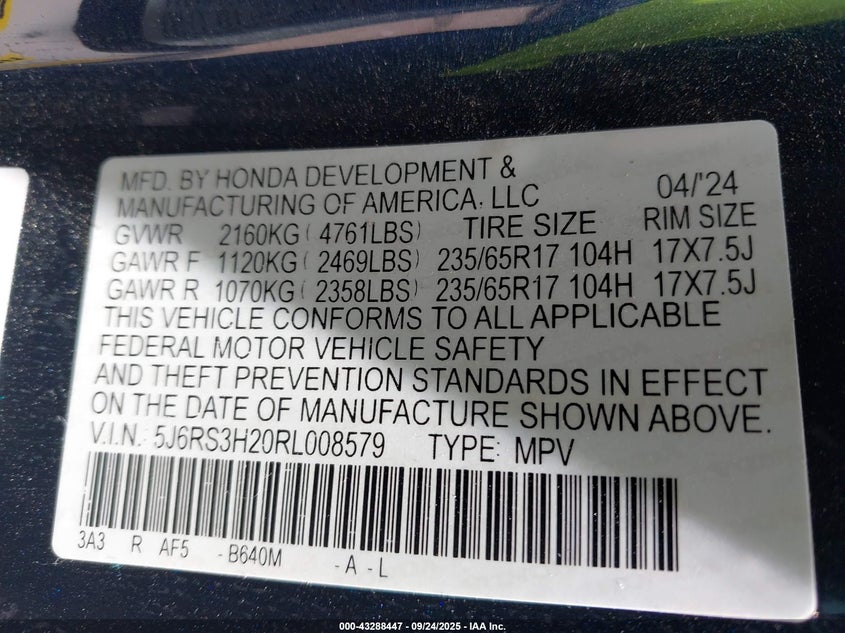 MFD. BY HONDA DEVELOPMENT &
MANUFACTURING OF AMERICA, LLC 04/'24
GVWR 2160KG ( 4761LBS) TIRE SIZE RIM SIZE
GAWR F 1120KG ( 2469LBS) 235/65R17 104H 17X7.5J
GAWR R 1070KG ( 2358LBS) 235/65R17 104H 17X7.5J
THIS VEHICLE CONFORMS TO ALL APPLICABLE
FEDERAL MOTOR VEHICLE SAFETY
AND THEFT PREVENTION STANDARDS IN EFFECT
ON THE DATE OF MANUFACTURE SHOWN ABOVE.
V.I.N. 5J6RS3H20RL008579 TYPE: MPV
3A3 R AF5 -B640M -A-L
000-43288447 - 09/24/2025 - IAA Inc.